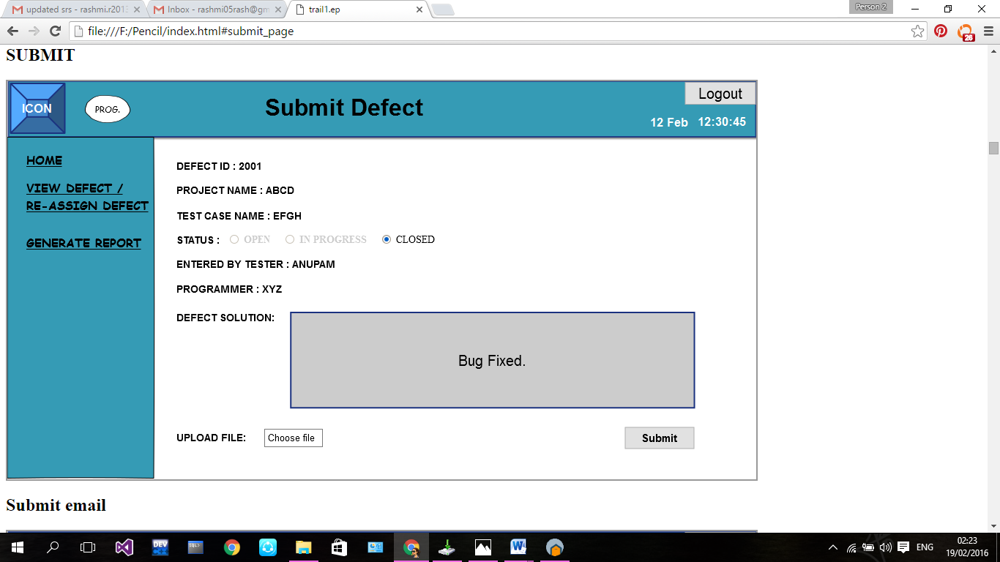 updated srs - rashmi.r201
Inbox - rashmi05rash@gm
trail1.ep
Person 2
file:///F:/Pencil/index.html#submit_page
26
SUBMIT
ICON
PROG.
Submit Defect
Logout
12 Feb 12:30:45
HOME
VIEW DEFECT /
RE-ASSIGN DEFECT
GENERATE REPORT
DEFECT ID : 2001
PROJECT NAME : ABCD
TEST CASE NAME : EFGH
STATUS : OPEN IN PROGRESS CLOSED
ENTERED BY TESTER : ANUPAM
PROGRAMMER : XYZ
DEFECT SOLUTION:
Bug Fixed.
UPLOAD FILE: Choose file
Submit
Submit email
DEV
SQL
ENG
02:23
19/02/2016